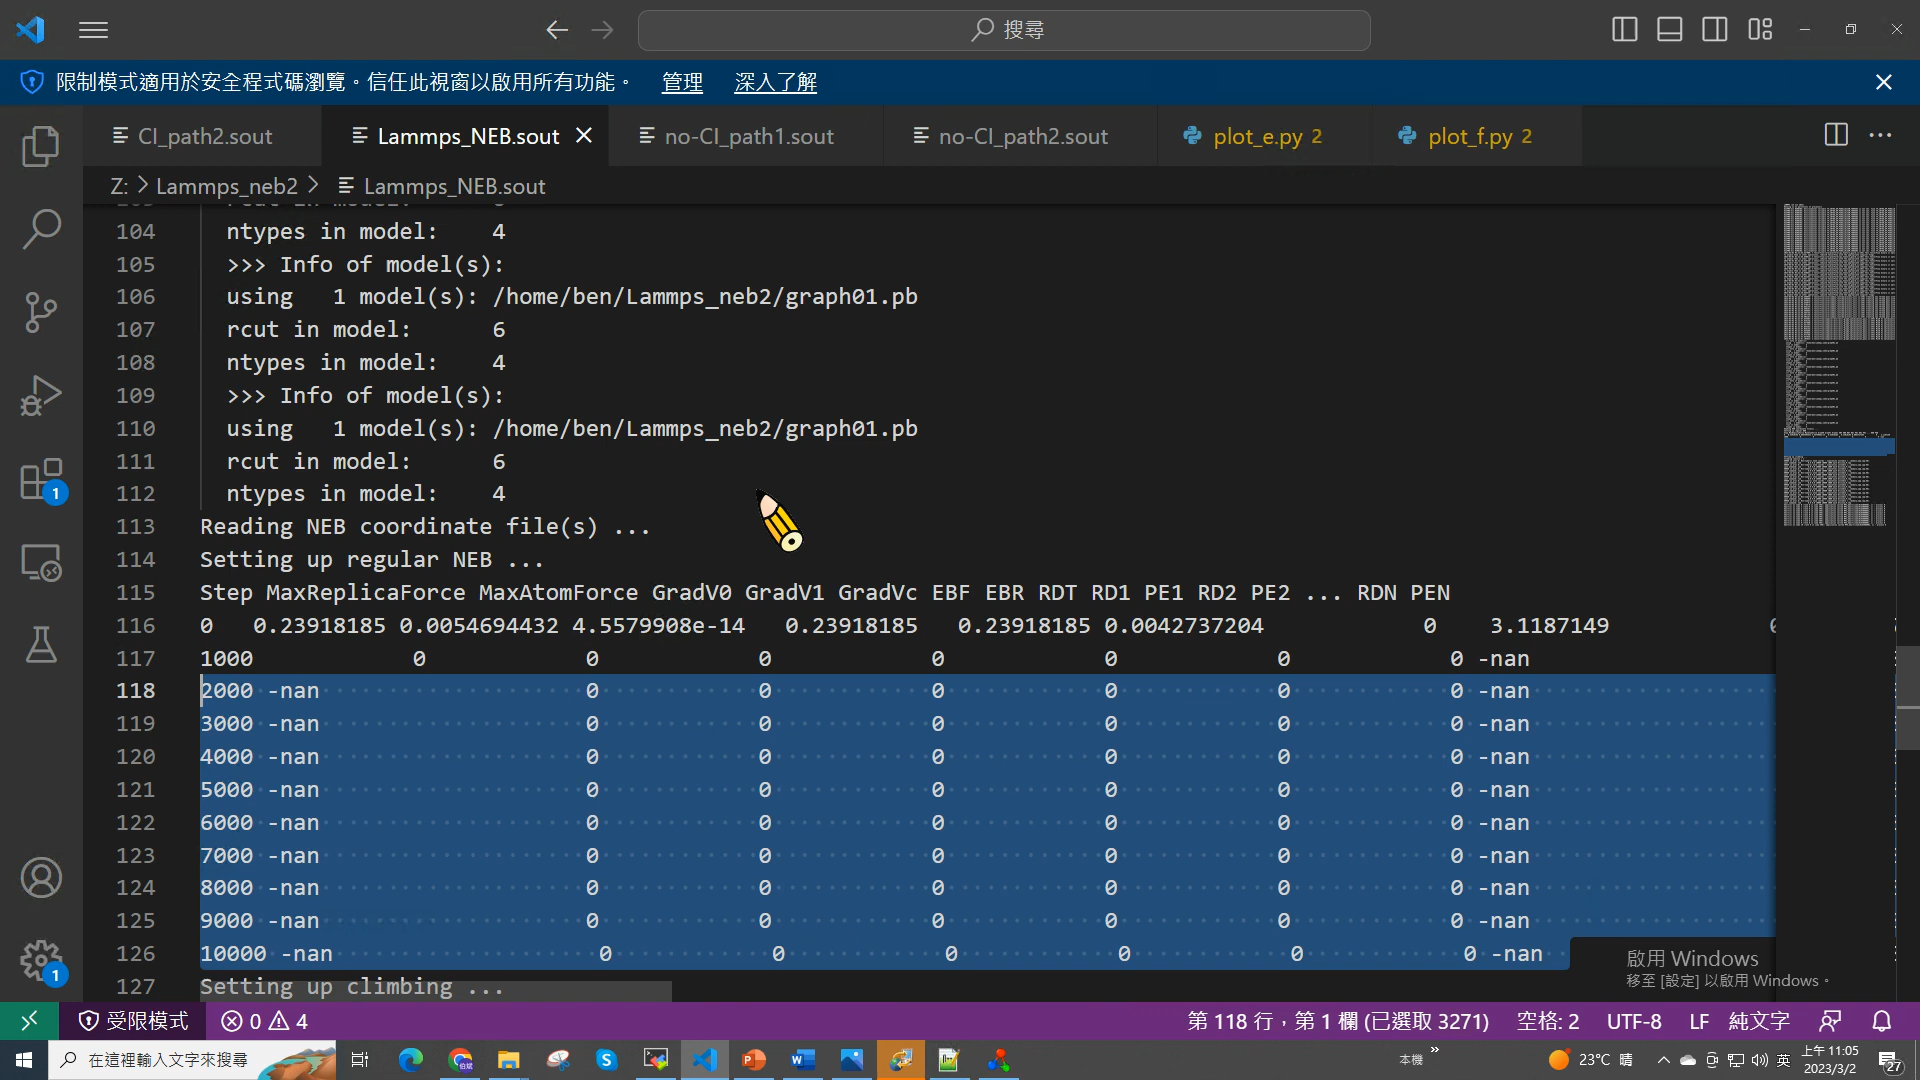 搜尋
限制模式適用於安全程式碼瀏覽。信任此視窗以啟用所有功能。 管理 深入了解
CI_path2.sout Lammps_NEB.sout no-CI_path1.sout no-CI_path2.sout plot_e.py 2 plot_f.py 2
Z: > Lammps_neb2 > Lammps_NEB.sout
104 ntypes in model: 4
105 >>> Info of model(s):
106 using 1 model(s): /home/ben/Lammps_neb2/graph01.pb
107 rcut in model: 6
108 ntypes in model: 4
109 >>> Info of model(s):
110 using 1 model(s): /home/ben/Lammps_neb2/graph01.pb
111 rcut in model: 6
112 ntypes in model: 4
113 Reading NEB coordinate file(s) ...
114 Setting up regular NEB ...
115 Step MaxReplicaForce MaxAtomForce GradV0 GradV1 GradVc EBF EBR RDT RD1 PE1 RD2 PE2 ... RDN PEN
116 0 0.23918185 0.0054694432 4.5579908e-14 0.23918185 0.23918185 0.0042737204 0 3.1187149
117 1000 0 0 0 0 0 0 0 -nan
118 2000 -nan 0 0 0 0 0 0 -nan
119 3000 -nan 0 0 0 0 0 0 -nan
120 4000 -nan 0 0 0 0 0 0 -nan
121 5000 -nan 0 0 0 0 0 0 -nan
122 6000 -nan 0 0 0 0 0 0 -nan
123 7000 -nan 0 0 0 0 0 0 -nan
124 8000 -nan 0 0 0 0 0 0 -nan
125 9000 -nan 0 0 0 0 0 0 -nan
126 10000 -nan 0 0 0 0 0 0 -nan
127 Setting up climbing ...
啟用 Windows
移至 [設定] 以啟用 Windows。
1
1
受限模式 0 4 第 118 行，第 1 欄 (已選取 3271) 空格: 2 UTF-8 LF 純文字
在這裡輸入文字來搜尋 本機 23°C 晴 英 上午 11:05
2023/3/2 27